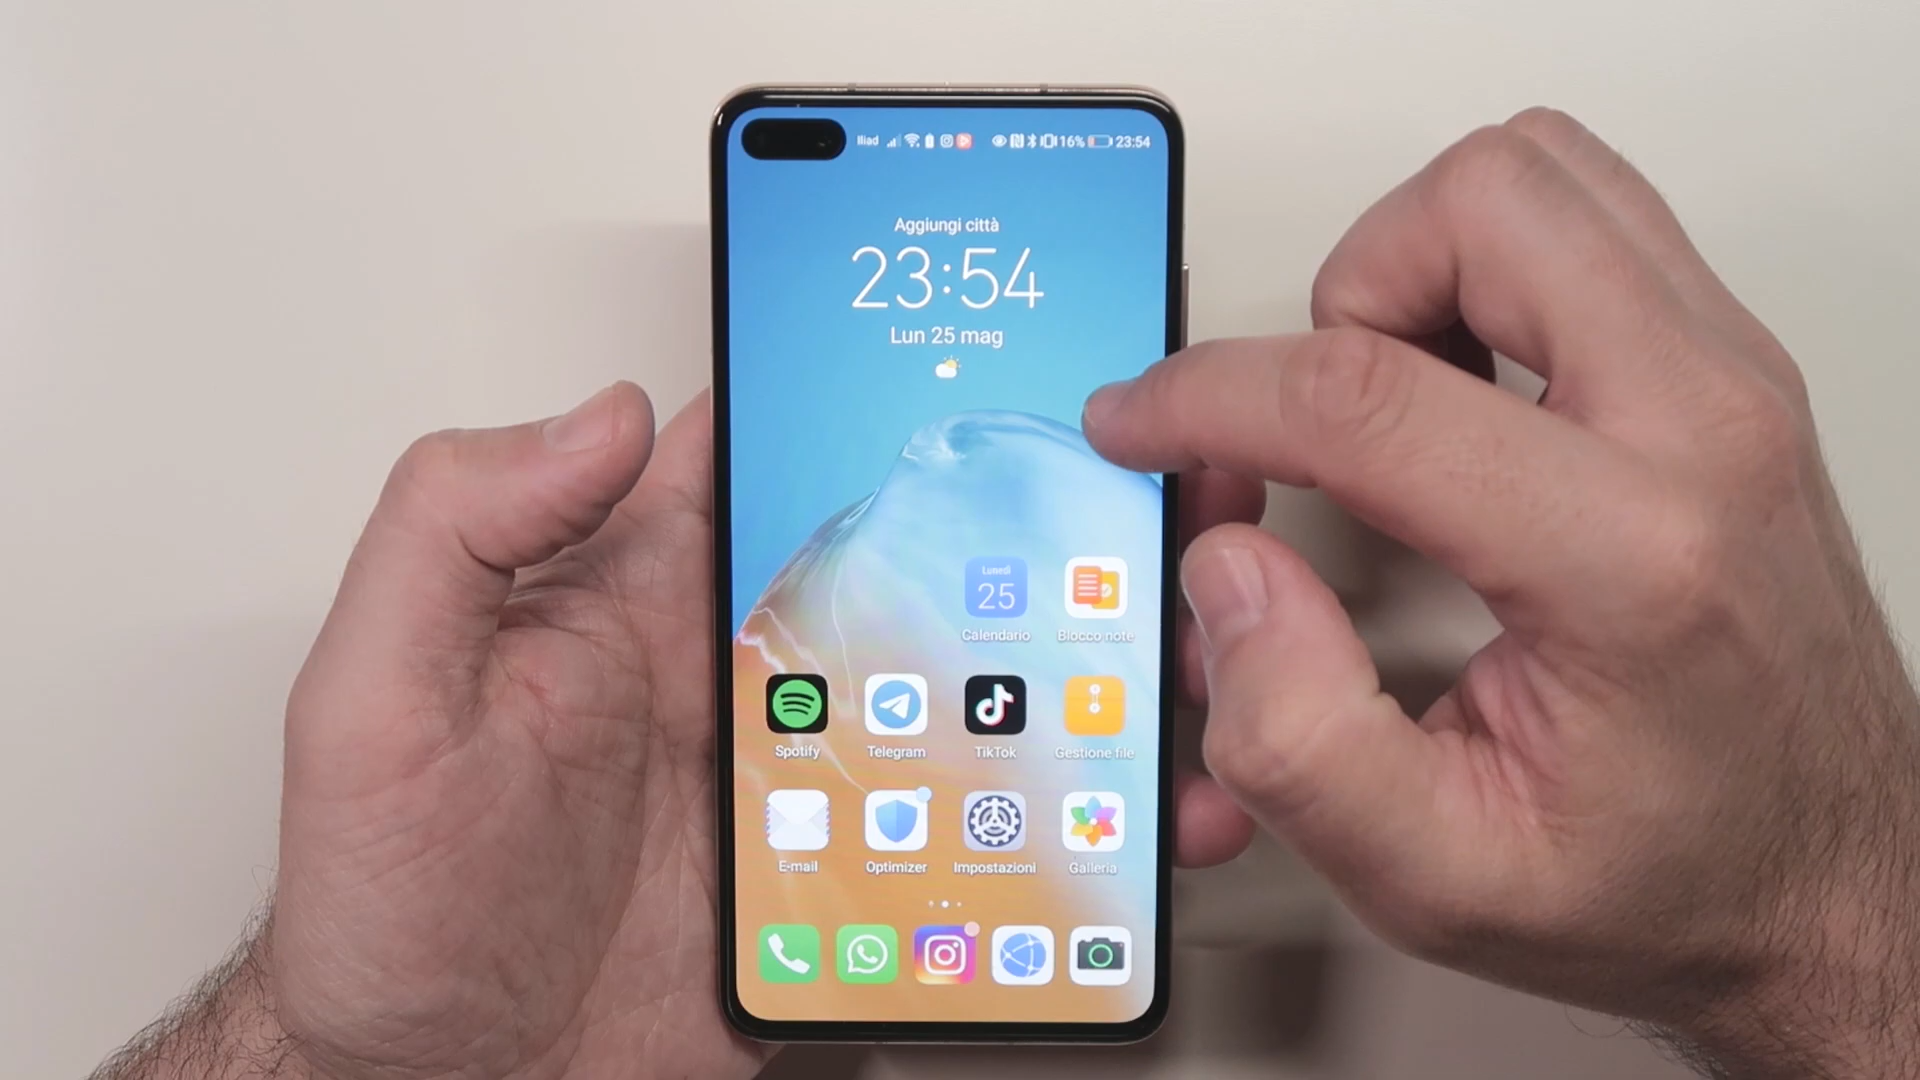 Iliad 16% 23:54
Aggiungi città
23:54
Lun 25 mag
Lunedì
25
Calendario Blocco note
Spotify Telegram TikTok Gestione file
E-mail Optimizer Impostazioni Galleria